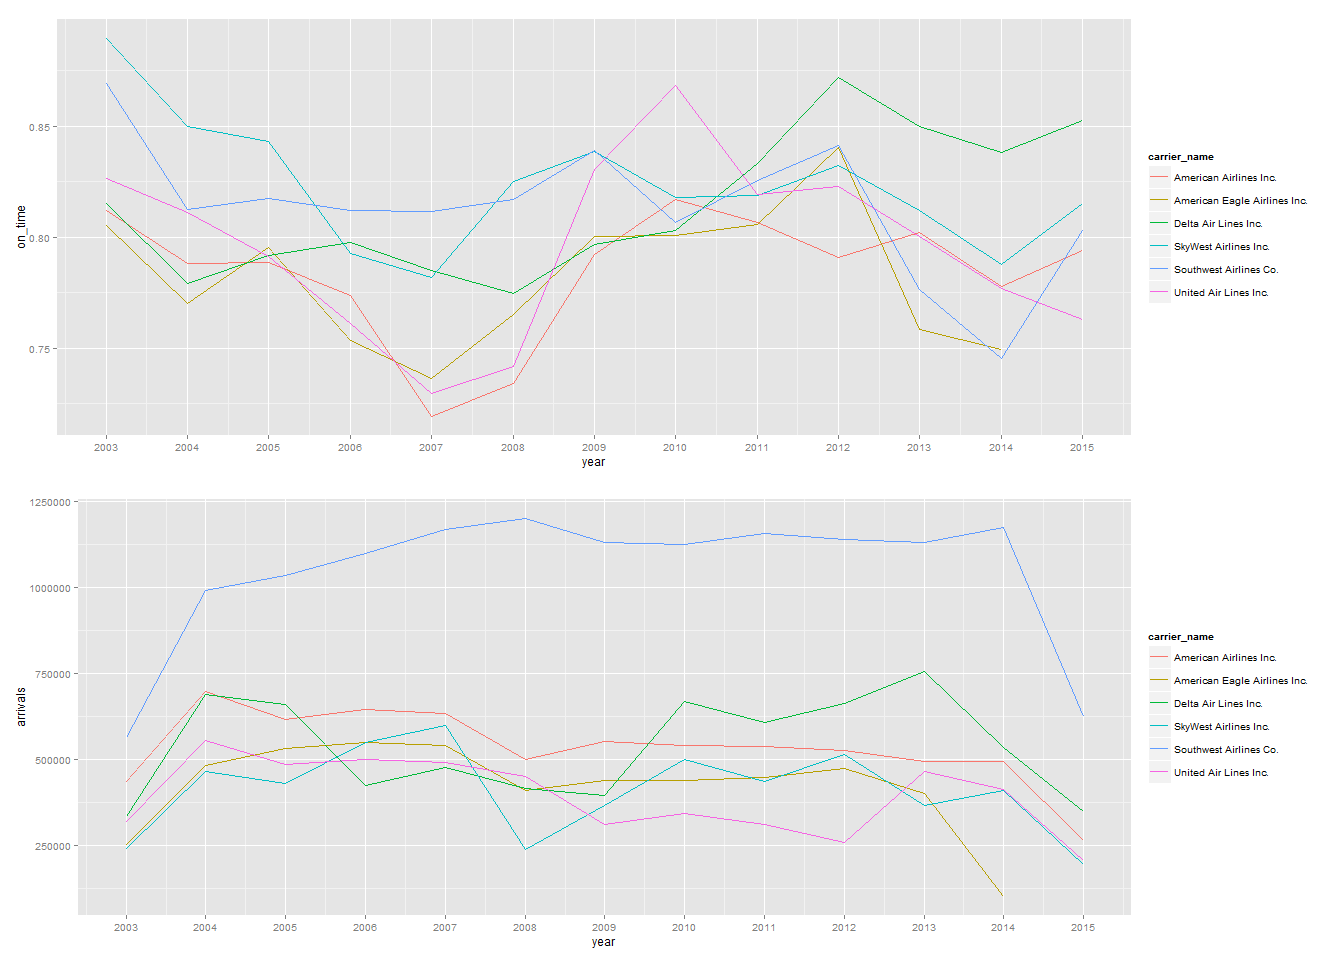 0.85
0.80
0.75
on_time
2003 2004 2005 2006 2007 2008 2009 2010 2011 2012 2013 2014 2015
year
carrier_name
American Airlines Inc.
American Eagle Airlines Inc.
Delta Air Lines Inc.
SkyWest Airlines Inc.
Southwest Airlines Co.
United Air Lines Inc.
1250000
1000000
750000
500000
250000
arrivals
2003 2004 2005 2006 2007 2008 2009 2010 2011 2012 2013 2014 2015
year
carrier_name
American Airlines Inc.
American Eagle Airlines Inc.
Delta Air Lines Inc.
SkyWest Airlines Inc.
Southwest Airlines Co.
United Air Lines Inc.